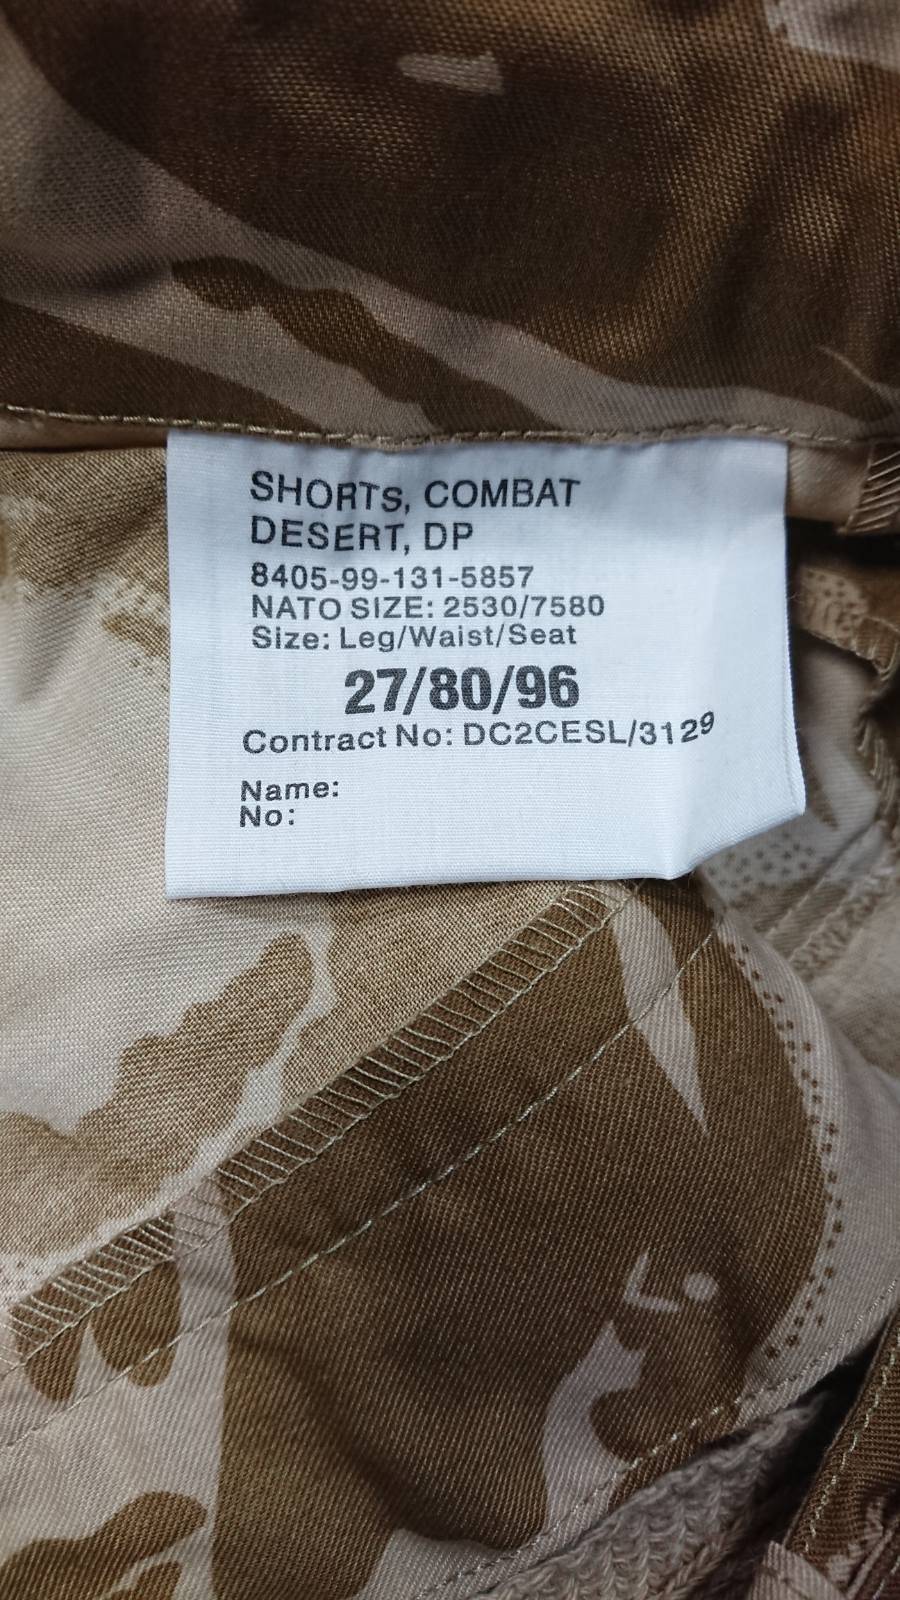 SHORTS, COMBAT
DESERT, DP
8405-99-131-5857
NATO SIZE: 2530/7580
Size: Leg/Waist/Seat
27/80/96
Contract No: DC2CESL/3129
Name:
No: